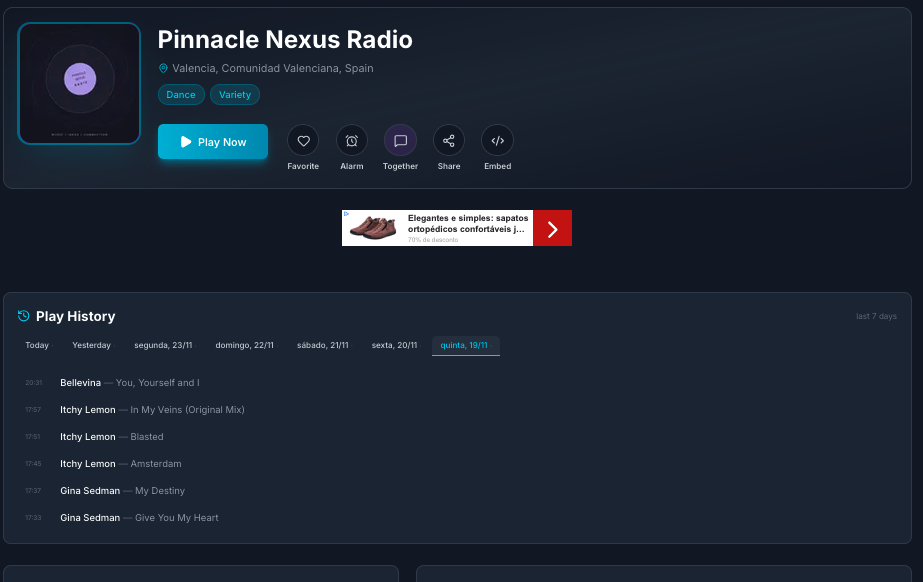 Pinnacle Nexus Radio
Valencia, Comunidad Valenciana, Spain
Dance Variety
Play Now
Favorite Alarm Together Share Embed
Elegantes e simples: sapatos
ortopédicos confortáveis j...
70% de desconto
Play History last 7 days
Today Yesterday segunda, 23/11 domingo, 22/11 sábado, 21/11 sexta, 20/11 quinta, 19/11
20:31 Bellevina — You, Yourself and I
17:57 Itchy Lemon — In My Veins (Original Mix)
17:51 Itchy Lemon — Blasted
17:45 Itchy Lemon — Amsterdam
17:37 Gina Sedman — My Destiny
17:33 Gina Sedman — Give You My Heart